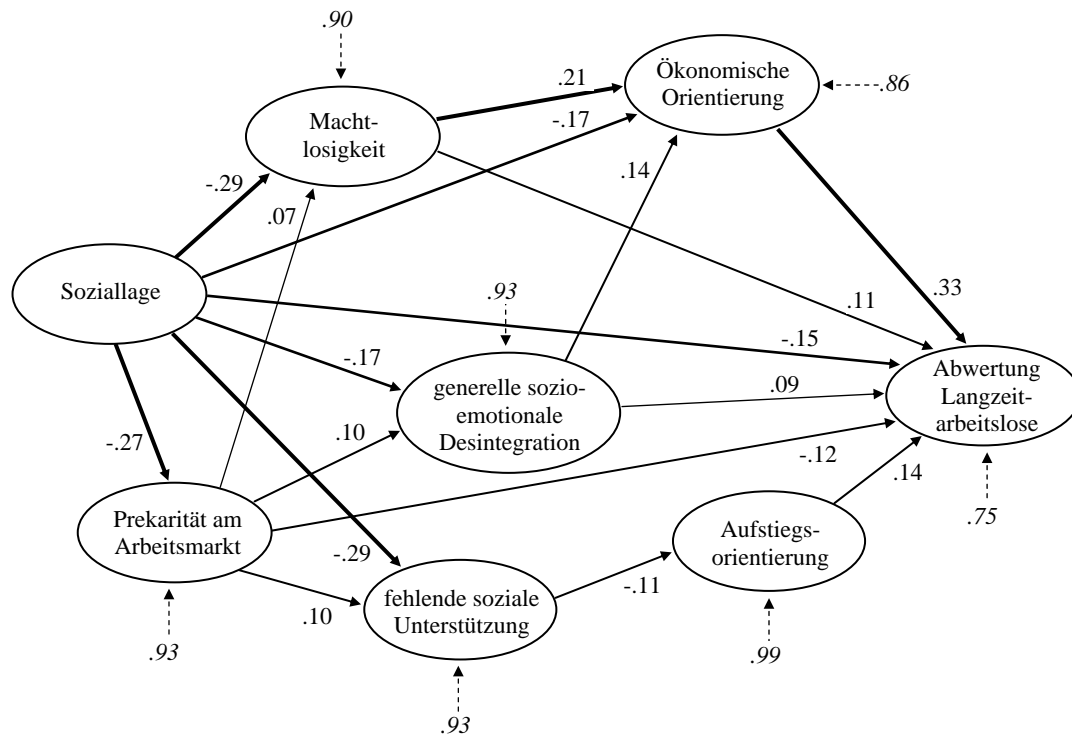 .90
.21
Ökonomische
Orientierung
.86
Macht-
losigkeit
-.17
.14
-.29
.07
Soziallage
.93
.33
.11
-.15
-.17
generelle sozio-
emotionale
Desintegration
.09
Abwertung
Langzeit-
arbeitslose
-.27
.10
-.12
.14
Prekarität am
Arbeitsmarkt
Aufstiegs-
orientierung
.75
-.29
-.11
.10
fehlende soziale
Unterstützung
.93
.99
.93